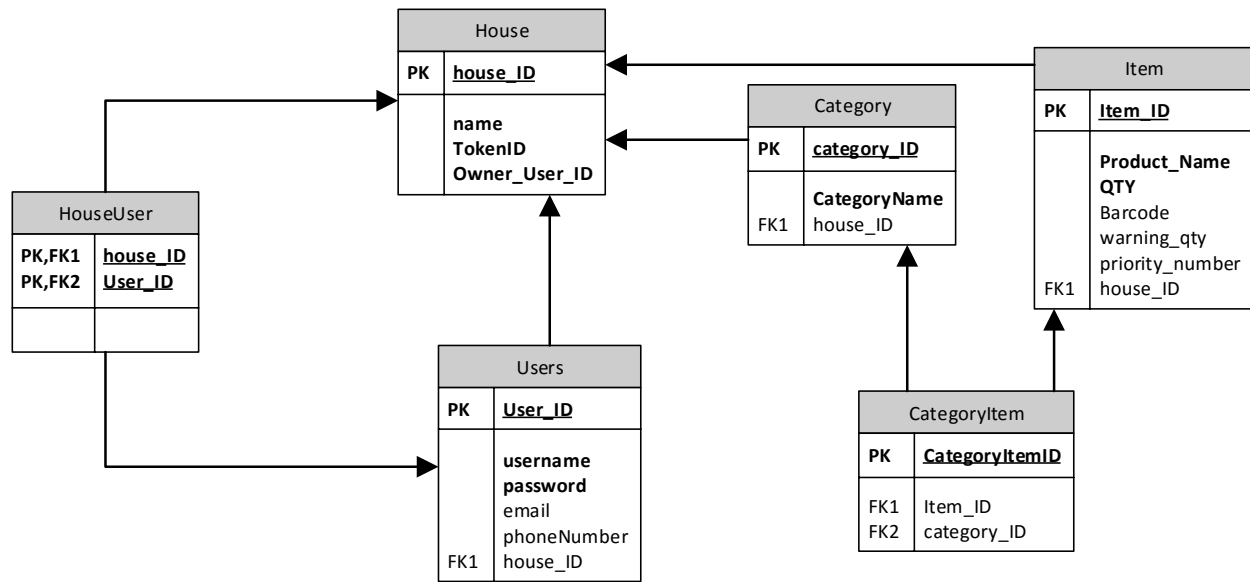 House
PK house_ID
name
TokenID
Owner_User_ID
Item
PK Item_ID
Product_Name
QTY
Barcode
warning_qty
priority_number
FK1 house_ID
Category
PK category_ID
CategoryName
FK1 house_ID
HouseUser
PK,FK1 house_ID
PK,FK2 User_ID
Users
PK User_ID
username
password
email
phoneNumber
FK1 house_ID
CategoryItem
PK CategoryItemID
FK1 Item_ID
FK2 category_ID